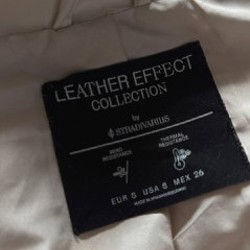 LEATHER EFFECT
COLLECTION
by
STRADIVARIUS
WIND THERMAL
RESISTANCE RESISTANCE
EUR S USA S MEX 26